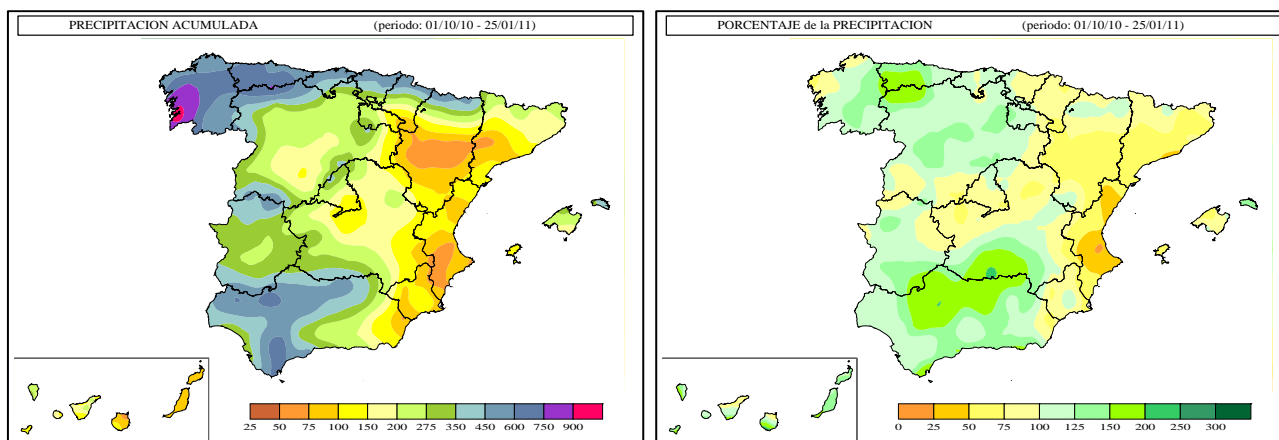 PRECIPITACION ACUMULADA (periodo: 01/10/10 - 25/01/11)
25 50 75 100 150 200 275 350 450 600 750 900
PORCENTAJE de la PRECIPITACION (periodo: 01/10/10 - 25/01/11)
0 25 50 75 100 125 150 200 250 300